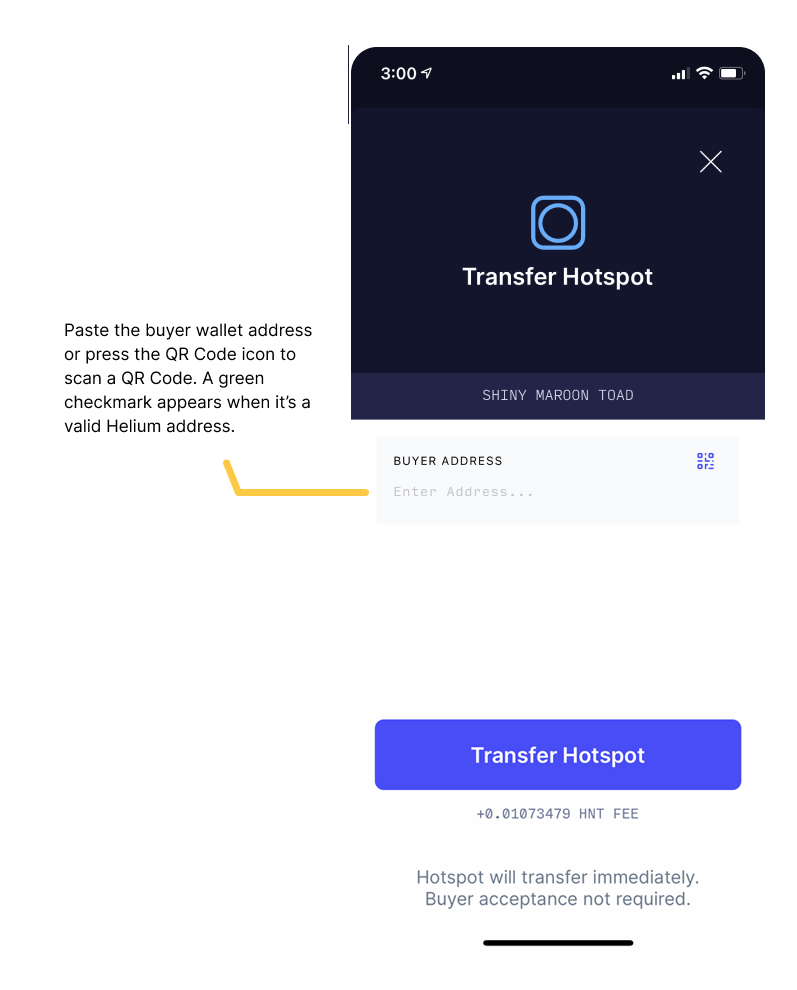 3:00
Transfer Hotspot
Paste the buyer wallet address
or press the QR Code icon to
scan a QR Code. A green
checkmark appears when it’s a
valid Helium address.
SHINY MAROON TOAD
BUYER ADDRESS
Enter Address...
Transfer Hotspot
+0.01073479 HNT FEE
Hotspot will transfer immediately.
Buyer acceptance not required.